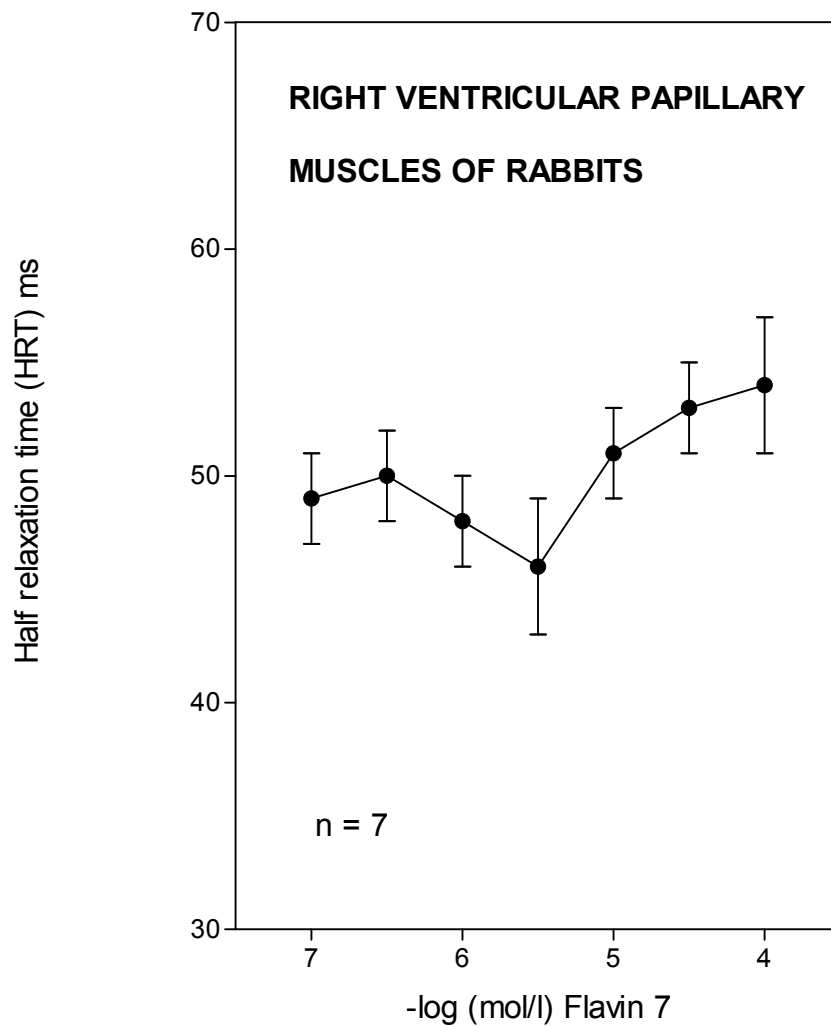 70
RIGHT VENTRICULAR PAPILLARY
MUSCLES OF RABBITS
60
Half relaxation time (HRT) ms
50
40
n = 7
30
7 6 5 4
-log (mol/l) Flavin 7